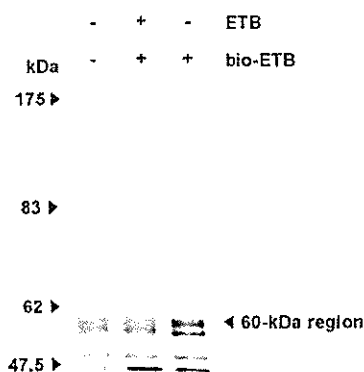 - + - ETB
kDa - + + bio-ETB
175
83
62
60-kDa region
47.5